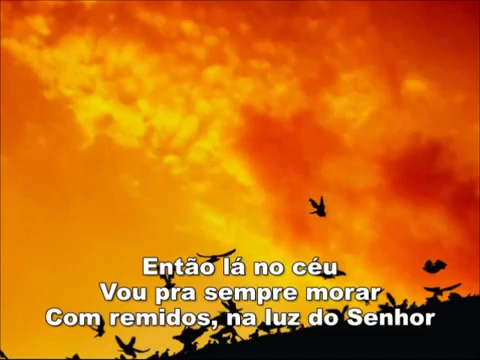 Então lá no céu
Vou pra sempre morar
Com remidos, na luz do Senhor